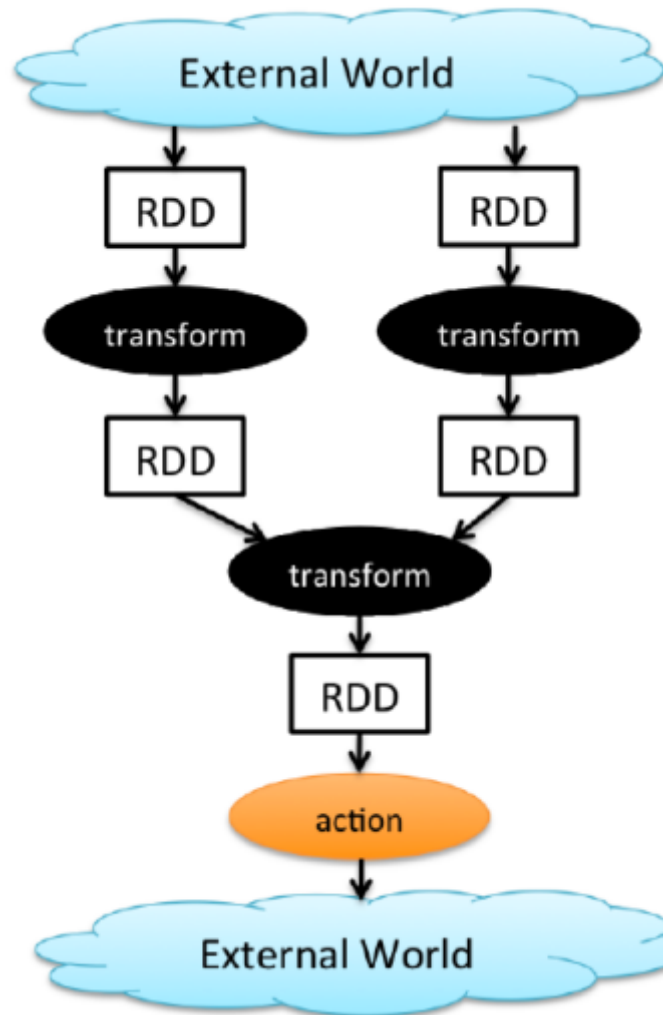 External World
RDD
RDD
transform
transform
RDD
RDD
transform
RDD
action
External World